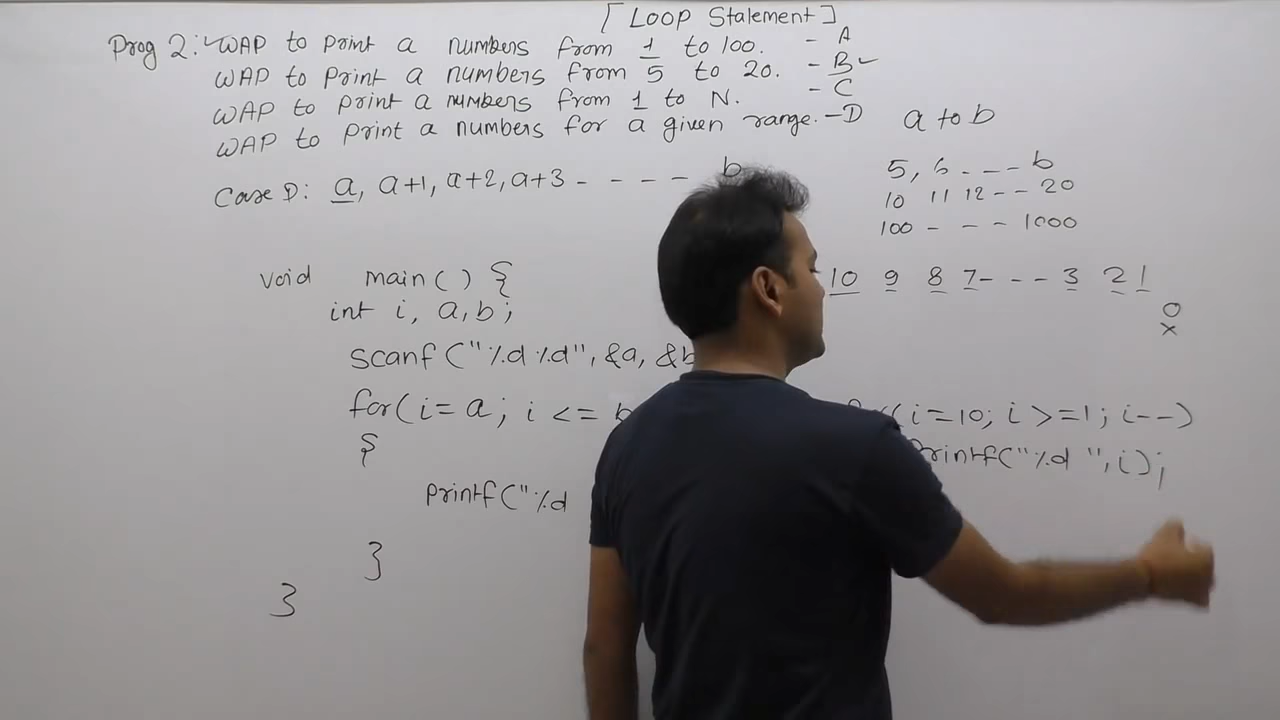 [Loop Statement]
Prog 2: WAP to print a numbers from 1 to 100. - A
WAP to print a numbers from 5 to 20. - B
WAP to print a numbers from 1 to N. - C
WAP to print a numbers for a given range. - D
a to b
Case D: a, a+1, a+2, a+3 - - - - - b
5, 6 - - - b
10 11 12 - - 20
100 - - - 1000
void main() {
int i, a, b;
scanf("%d %d", &a, &b
for(i = a; i <= b
{
printf("%d
}
}
10 9 8 7 - - - - 3 2 1
0
x
(i=10; i >=1; i--)
printf("%d ", i);